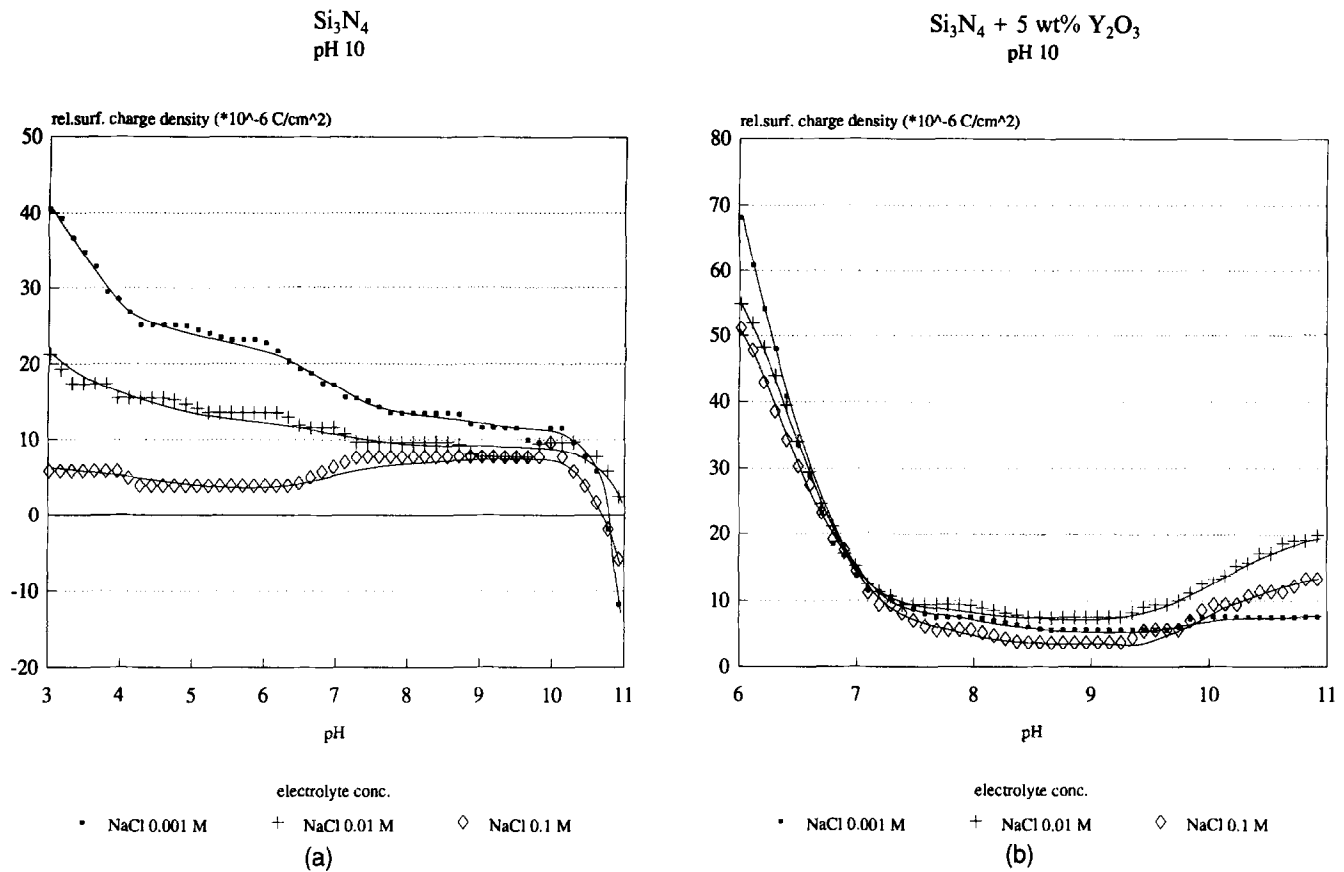 Si₃N₄
pH 10
rel.surf. charge density (*10^-6 C/cm^2)
50
40
30
20
10
0
-10
-20
3 4 5 6 7 8 9 10 11
pH
electrolyte conc.
NaCl 0.001 M NaCl 0.01 M NaCl 0.1 M
(a)
Si₃N₄ + 5 wt% Y₂O₃
pH 10
rel.surf. charge density (*10^-6 C/cm^2)
80
70
60
50
40
30
20
10
0
6 7 8 9 10 11
pH
electrolyte conc.
NaCl 0.001 M NaCl 0.01 M NaCl 0.1 M
(b)